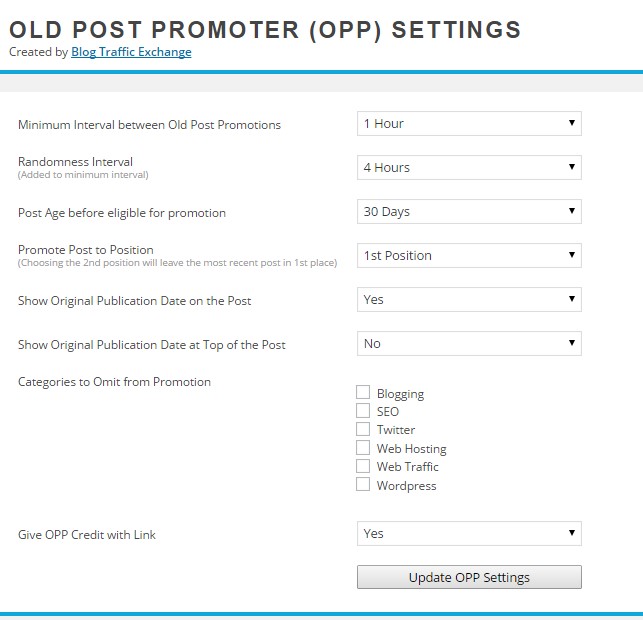 OLD POST PROMOTER (OPP) SETTINGS
Created by Blog Traffic Exchange
Minimum Interval between Old Post Promotions
1 Hour
Randomness Interval
(Added to minimum interval)
4 Hours
Post Age before eligible for promotion
30 Days
Promote Post to Position
(Choosing the 2nd position will leave the most recent post in 1st place)
1st Position
Show Original Publication Date on the Post
Yes
Show Original Publication Date at Top of the Post
No
Categories to Omit from Promotion
Blogging
SEO
Twitter
Web Hosting
Web Traffic
Wordpress
Give OPP Credit with Link
Yes
Update OPP Settings